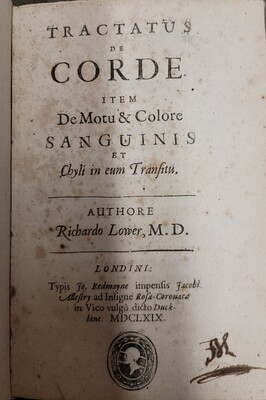 TRACTATUS
DE
CORDE
ITEM
De Motu & Colore
SANGUINIS
ET
Chyli in eum Transitu.
AUTHORE
Richardo Lower, M. D.
LONDINI:
Typis Jo. Redmayne impensis Jacobi
Allestry ad Insigne Rosæ-Coronatæ
in Vico vulgò dicto Duck-
lane. MDCLXIX.